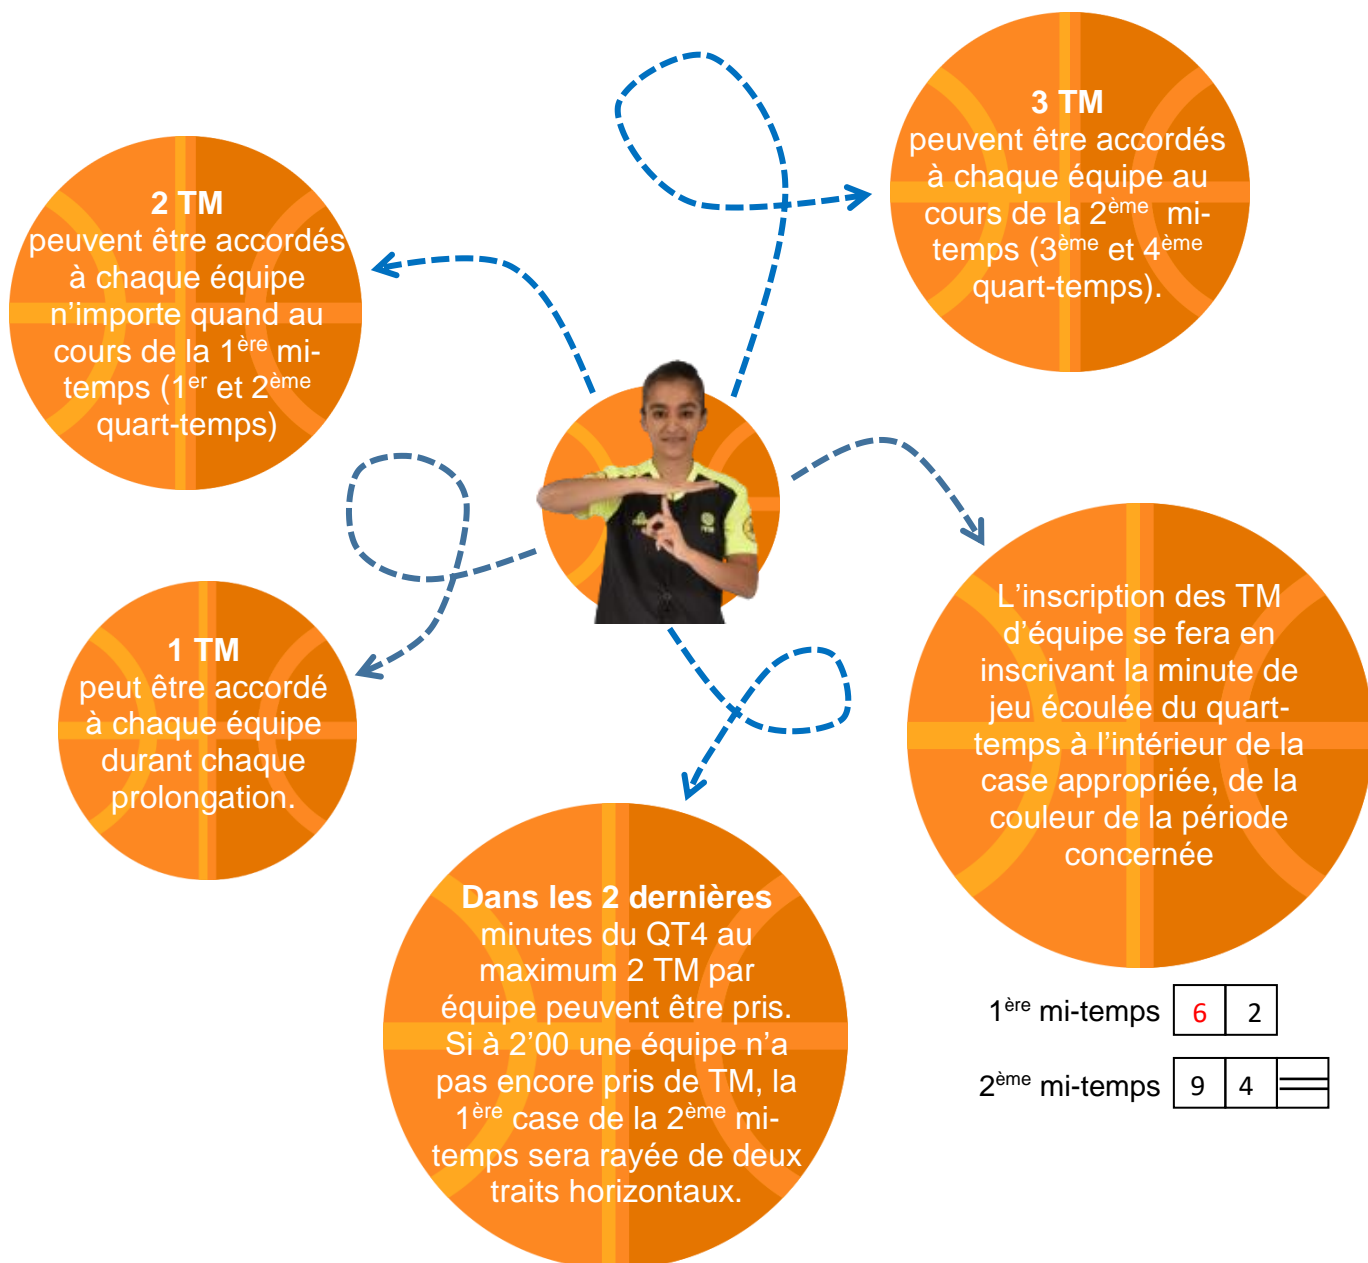 3 TM
peuvent être accordés
à chaque équipe au
cours de la 2ème mi-
temps (3ème et 4ème
quart-temps).
2 TM
peuvent être accordés
à chaque équipe
n’importe quand au
cours de la 1ère mi-
temps (1er et 2ème
quart-temps)
1 TM
peut être accordé
à chaque équipe
durant chaque
prolongation.
L’inscription des TM
d’équipe se fera en
inscrivant la minute de
jeu écoulée du quart-
temps à l’intérieur de la
case appropriée, de la
couleur de la période
concernée
Dans les 2 dernières
minutes du QT4 au
maximum 2 TM par
équipe peuvent être pris.
Si à 2’00 une équipe n’a
pas encore pris de TM, la
1ère case de la 2ème mi-
temps sera rayée de deux
traits horizontaux.
1ère mi-temps 6 2
2ème mi-temps 9 4